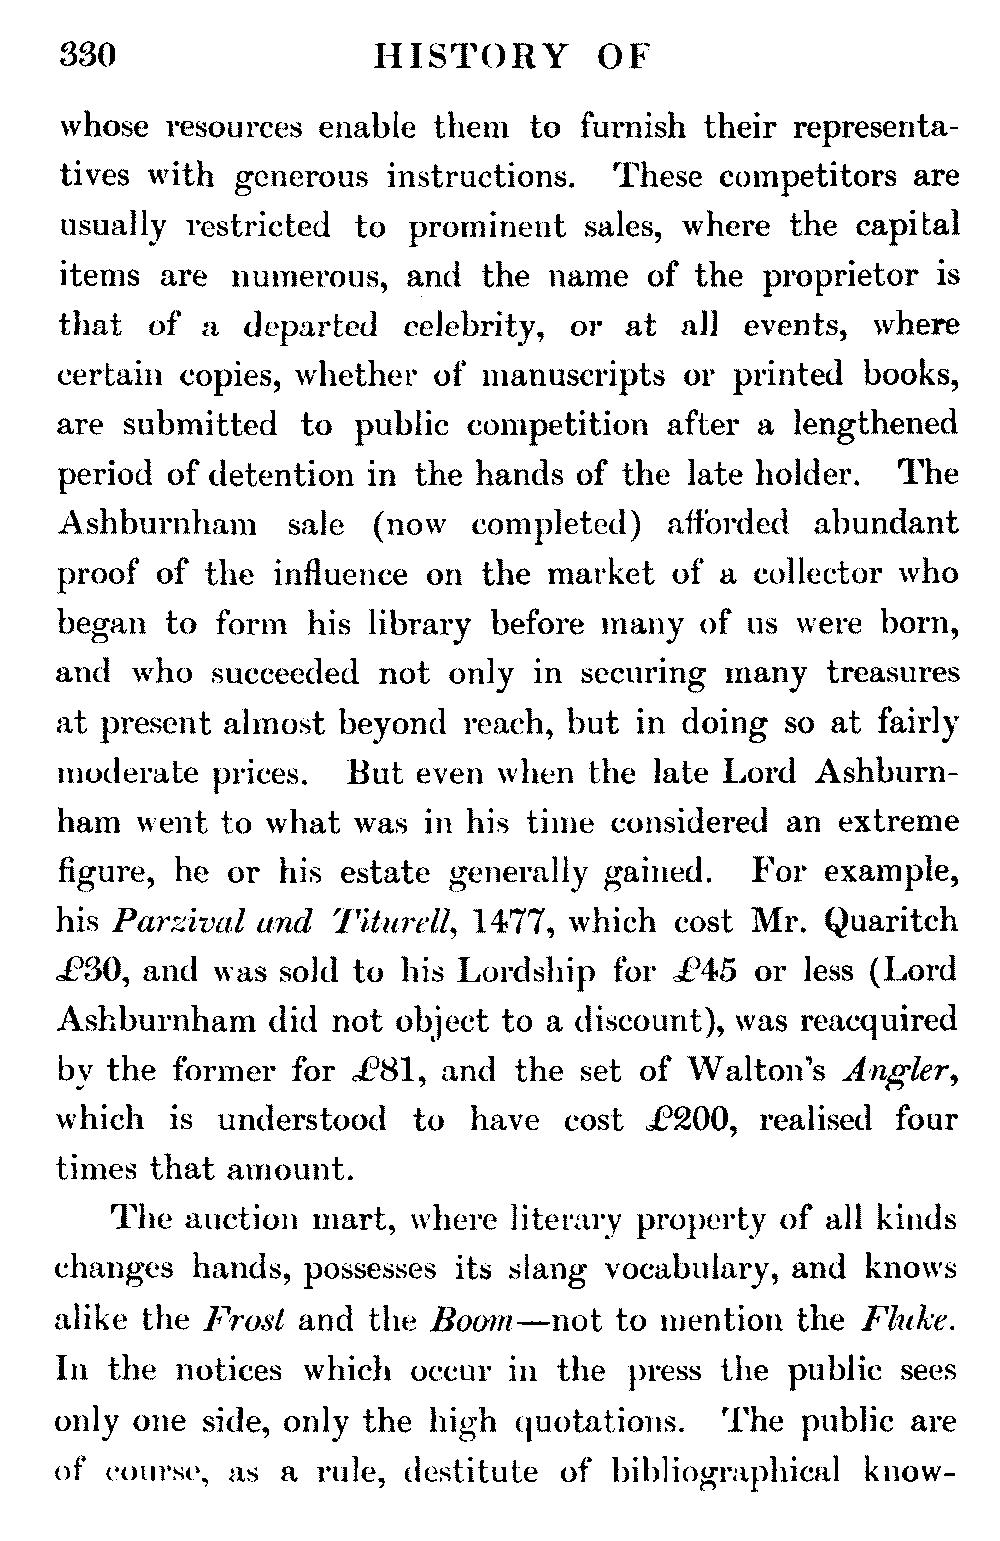 330 HISTORY OF
whose resources enable them to furnish their representa-
tives with generous instructions. These competitors are
usually restricted to prominent sales, where the capital
items are numerous, and the name of the proprietor is
that of a departed celebrity, or at all events, where
certain copies, whether of manuscripts or printed books,
are submitted to public competition after a lengthened
period of detention in the hands of the late holder. The
Ashburnham sale (now completed) afforded abundant
proof of the influence on the market of a collector who
began to form his library before many of us were born,
and who succeeded not only in securing many treasures
at present almost beyond reach, but in doing so at fairly
moderate prices. But even when the late Lord Ashburn-
ham went to what was in his time considered an extreme
figure, he or his estate generally gained. For example,
his Parzival und Titurell, 1477, which cost Mr. Quaritch
£30, and was sold to his Lordship for £45 or less (Lord
Ashburnham did not object to a discount), was reacquired
by the former for £81, and the set of Walton's Angler,
which is understood to have cost £200, realised four
times that amount.
The auction mart, where literary property of all kinds
changes hands, possesses its slang vocabulary, and knows
alike the Frost and the Boom—not to mention the Fluke.
In the notices which occur in the press the public sees
only one side, only the high quotations. The public are
of course, as a rule, destitute of bibliographical know-